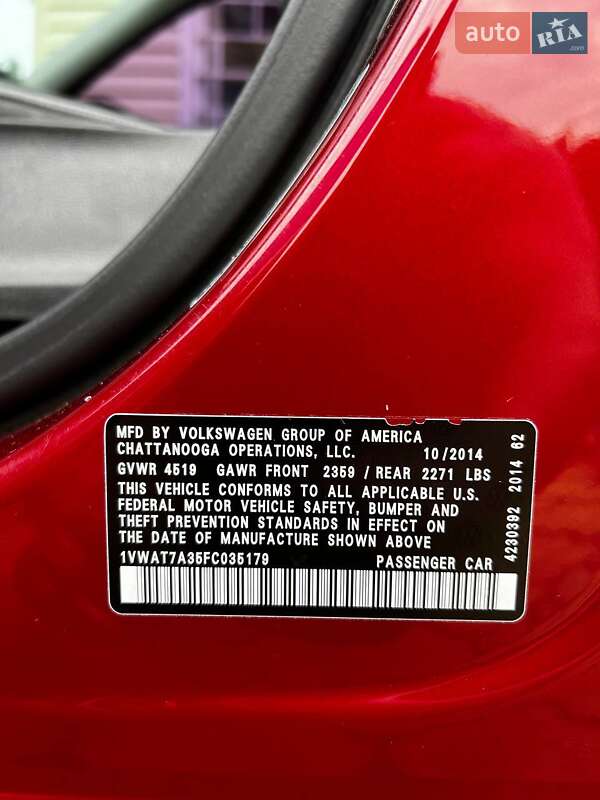 auto RIA .com
MFD BY VOLKSWAGEN GROUP OF AMERICA
CHATTANOOGA OPERATIONS, LLC. 10/2014
GVWR 4519 GAWR FRONT 2359 / REAR 2271 LBS
THIS VEHICLE CONFORMS TO ALL APPLICABLE U.S.
FEDERAL MOTOR VEHICLE SAFETY, BUMPER AND
THEFT PREVENTION STANDARDS IN EFFECT ON
THE DATE OF MANUFACTURE SHOWN ABOVE
1VWAT7A35FC035179 PASSENGER CAR
4230392 2014 62